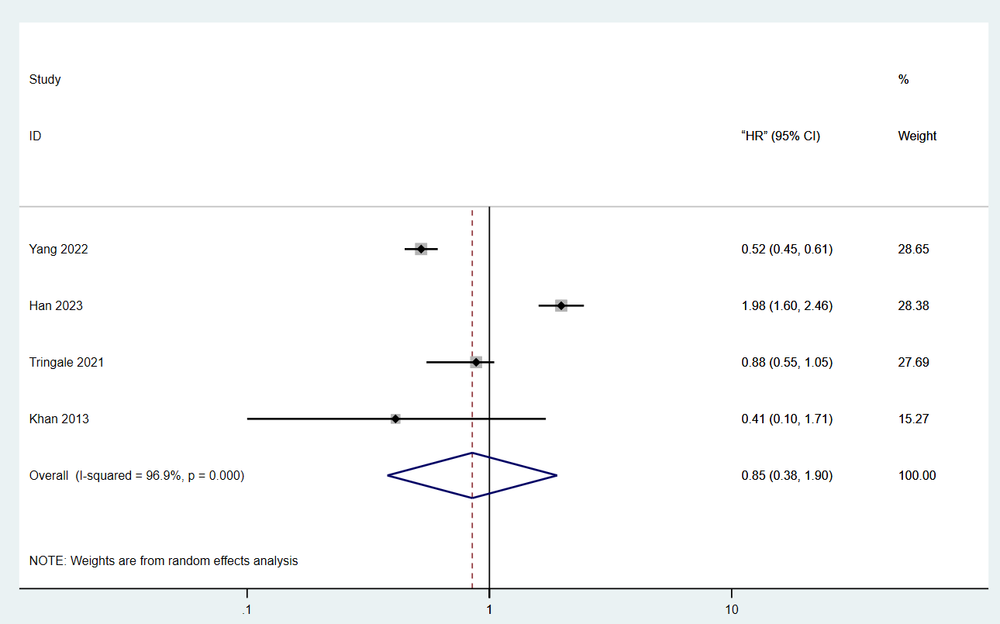 Study %
ID “HR” (95% CI) Weight
Yang 2022 0.52 (0.45, 0.61) 28.65
Han 2023 1.98 (1.60, 2.46) 28.38
Tringale 2021 0.88 (0.55, 1.05) 27.69
Khan 2013 0.41 (0.10, 1.71) 15.27
Overall (I-squared = 96.9%, p = 0.000) 0.85 (0.38, 1.90) 100.00
NOTE: Weights are from random effects analysis
.1 1 10